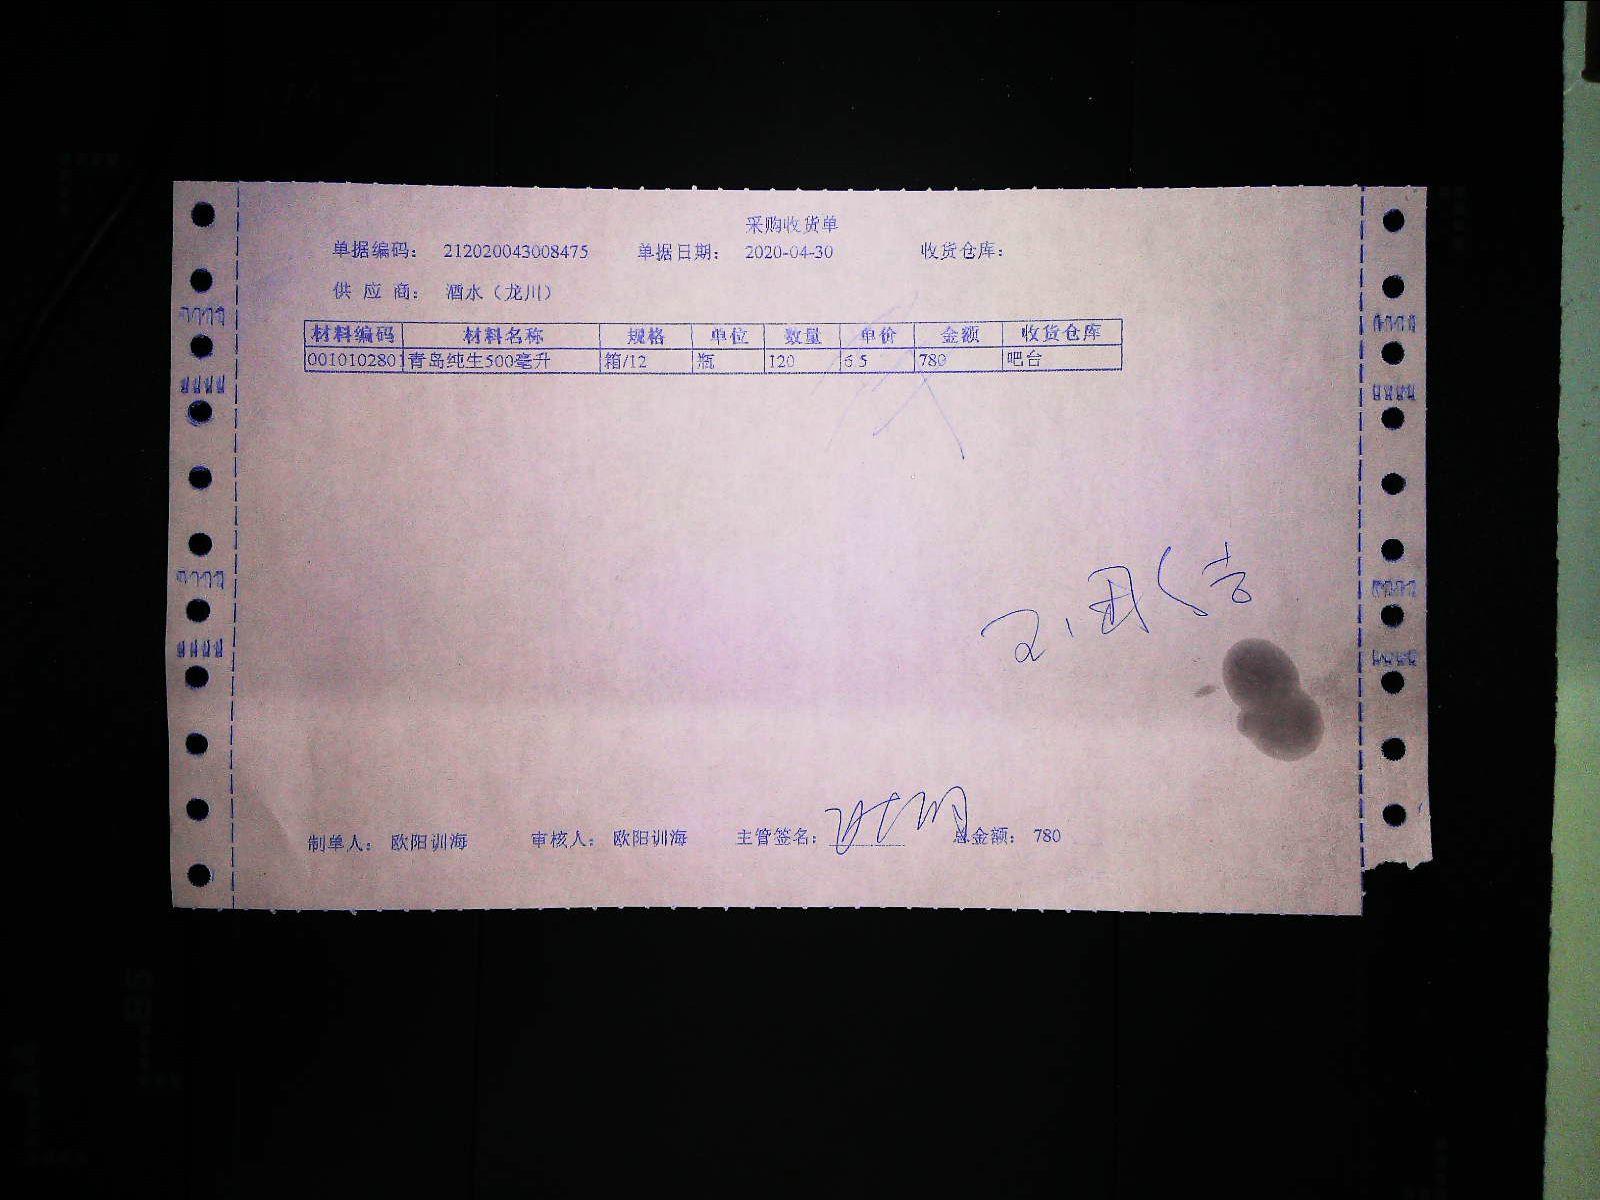 采购收货单
单据编码： 212020043008475 单据日期： 2020-04-30 收货仓库：
供 应 商： 酒水（龙川）
材料编码 材料名称 规格 单位 数量 单价 金额 收货仓库
0010102801 青岛纯生500毫升 箱/12 瓶 120 6.5 780 吧台
制单人： 欧阳训海 审核人： 欧阳训海 主管签名： 总金额： 780